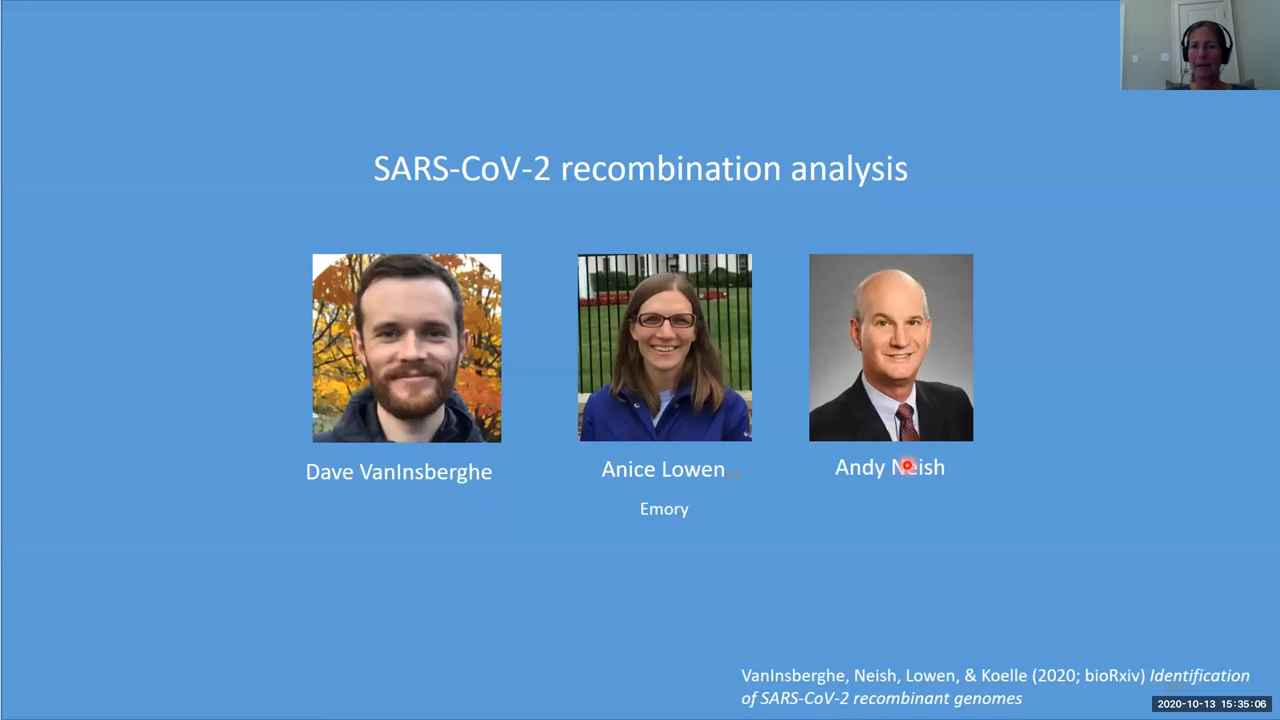 SARS-CoV-2 recombination analysis
Dave VanInsberghe
Anice Lowen
Andy Neish
Emory
VanInsberghe, Neish, Lowen, & Koelle (2020; bioRxiv) Identification
of SARS-CoV-2 recombinant genomes
2020-10-13 15:35:06